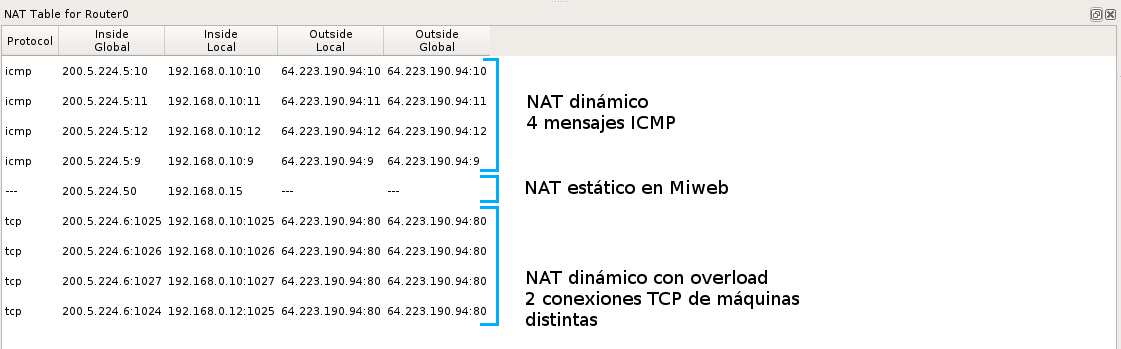 NAT Table for Router0
Protocol Inside Global Inside Local Outside Local Outside Global
icmp 200.5.224.5:10 192.168.0.10:10 64.223.190.94:10 64.223.190.94:10
icmp 200.5.224.5:11 192.168.0.10:11 64.223.190.94:11 64.223.190.94:11
icmp 200.5.224.5:12 192.168.0.10:12 64.223.190.94:12 64.223.190.94:12
icmp 200.5.224.5:9 192.168.0.10:9 64.223.190.94:9 64.223.190.94:9
--- 200.5.224.50 192.168.0.15 --- ---
tcp 200.5.224.6:1025 192.168.0.10:1025 64.223.190.94:80 64.223.190.94:80
tcp 200.5.224.6:1026 192.168.0.10:1026 64.223.190.94:80 64.223.190.94:80
tcp 200.5.224.6:1027 192.168.0.10:1027 64.223.190.94:80 64.223.190.94:80
tcp 200.5.224.6:1024 192.168.0.12:1025 64.223.190.94:80 64.223.190.94:80
NAT dinámico
4 mensajes ICMP
NAT estático en Miweb
NAT dinámico con overload
2 conexiones TCP de máquinas
distintas